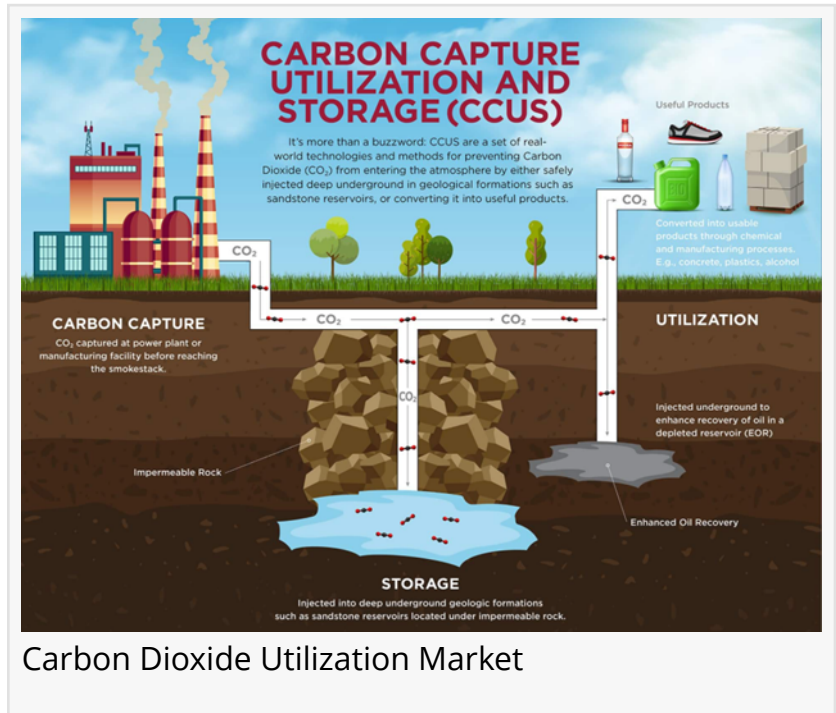 CARBON CAPTURE
UTILIZATION AND
STORAGE (CCUS)
It's more than a buzzword: CCUS are a set of real-
world technologies and methods for preventing Carbon
Dioxide (CO₂) from entering the atmosphere by either safely
injected deep underground in geological formations such as
sandstone reservoirs, or converting it into useful products.
Useful Products
BIO
CO₂
Converted into usable
products through chemical
and manufacturing processes.
E.g., concrete, plastics, alcohol
CO₂
CO₂
CO₂
CARBON CAPTURE
CO₂ captured at power plant or
manufacturing facility before reaching
the smokestack.
UTILIZATION
CO₂
Injected underground to
enhance recovery of oil in a
depleted reservoir (EOR)
Impermeable Rock
Enhanced Oil Recovery
STORAGE
Injected into deep underground geologic formations
such as sandstone reservoirs located under impermeable rock.
Carbon Dioxide Utilization Market